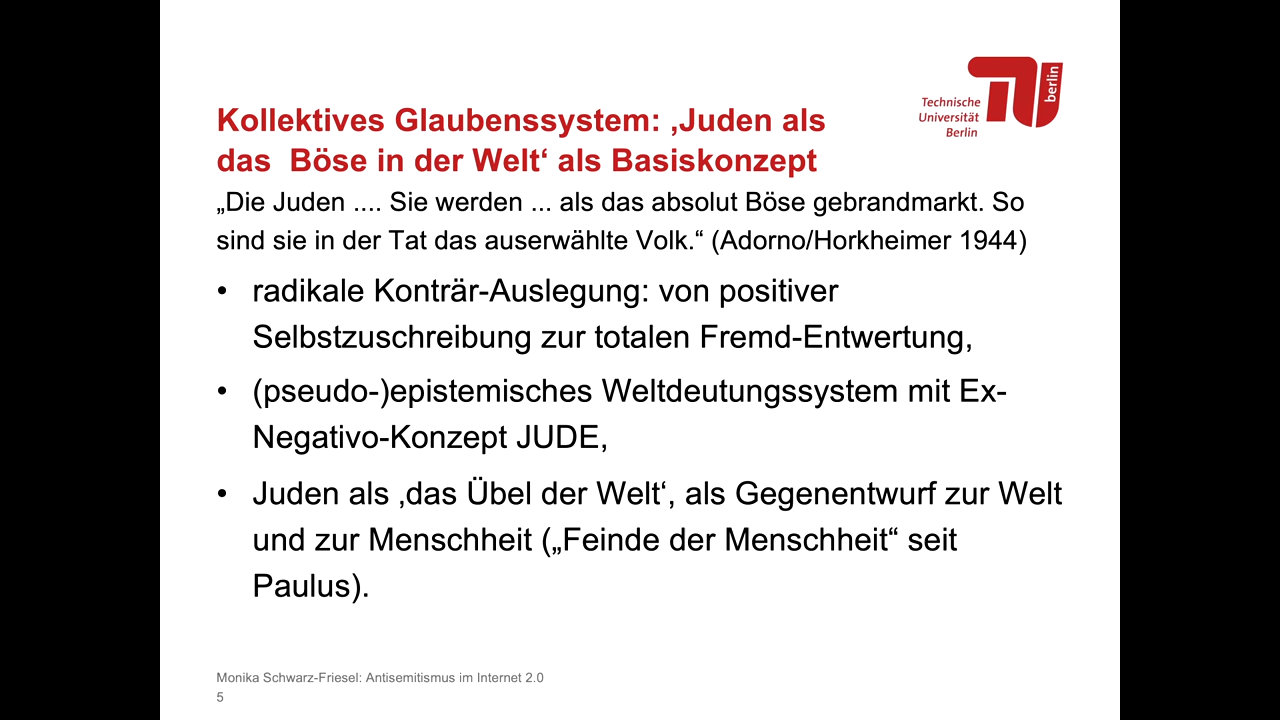 Technische
Universität
Berlin
berlin
Kollektives Glaubenssystem: ‚Juden als
das Böse in der Welt‘ als Basiskonzept
„Die Juden .... Sie werden ... als das absolut Böse gebrandmarkt. So
sind sie in der Tat das auserwählte Volk.“ (Adorno/Horkheimer 1944)
• radikale Konträr-Auslegung: von positiver
Selbstzuschreibung zur totalen Fremd-Entwertung,
• (pseudo-)epistemisches Weltdeutungssystem mit Ex-
Negativo-Konzept JUDE,
• Juden als ‚das Übel der Welt‘, als Gegenentwurf zur Welt
und zur Menschheit („Feinde der Menschheit“ seit
Paulus).
Monika Schwarz-Friesel: Antisemitismus im Internet 2.0
5